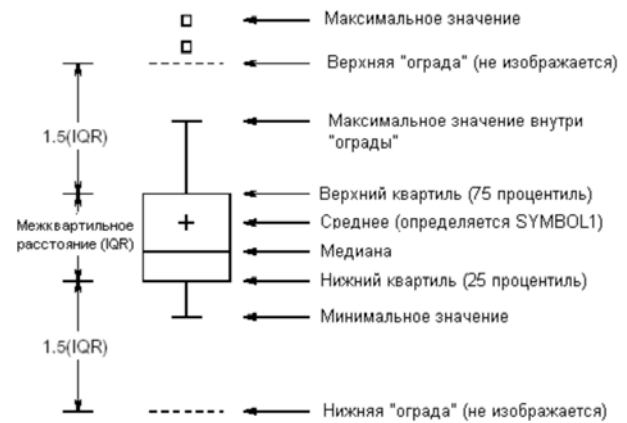 Максимальное значение
Верхняя "ограда" (не изображается)
1.5(IQR)
Максимальное значение внутри
"ограды"
Верхний квартиль (75 процентиль)
Межквартильное
расстояние (IQR)
Среднее (определяется SYMBOL1)
Медиана
Нижний квартиль (25 процентиль)
Минимальное значение
1.5(IQR)
Нижняя "ограда" (не изображается)